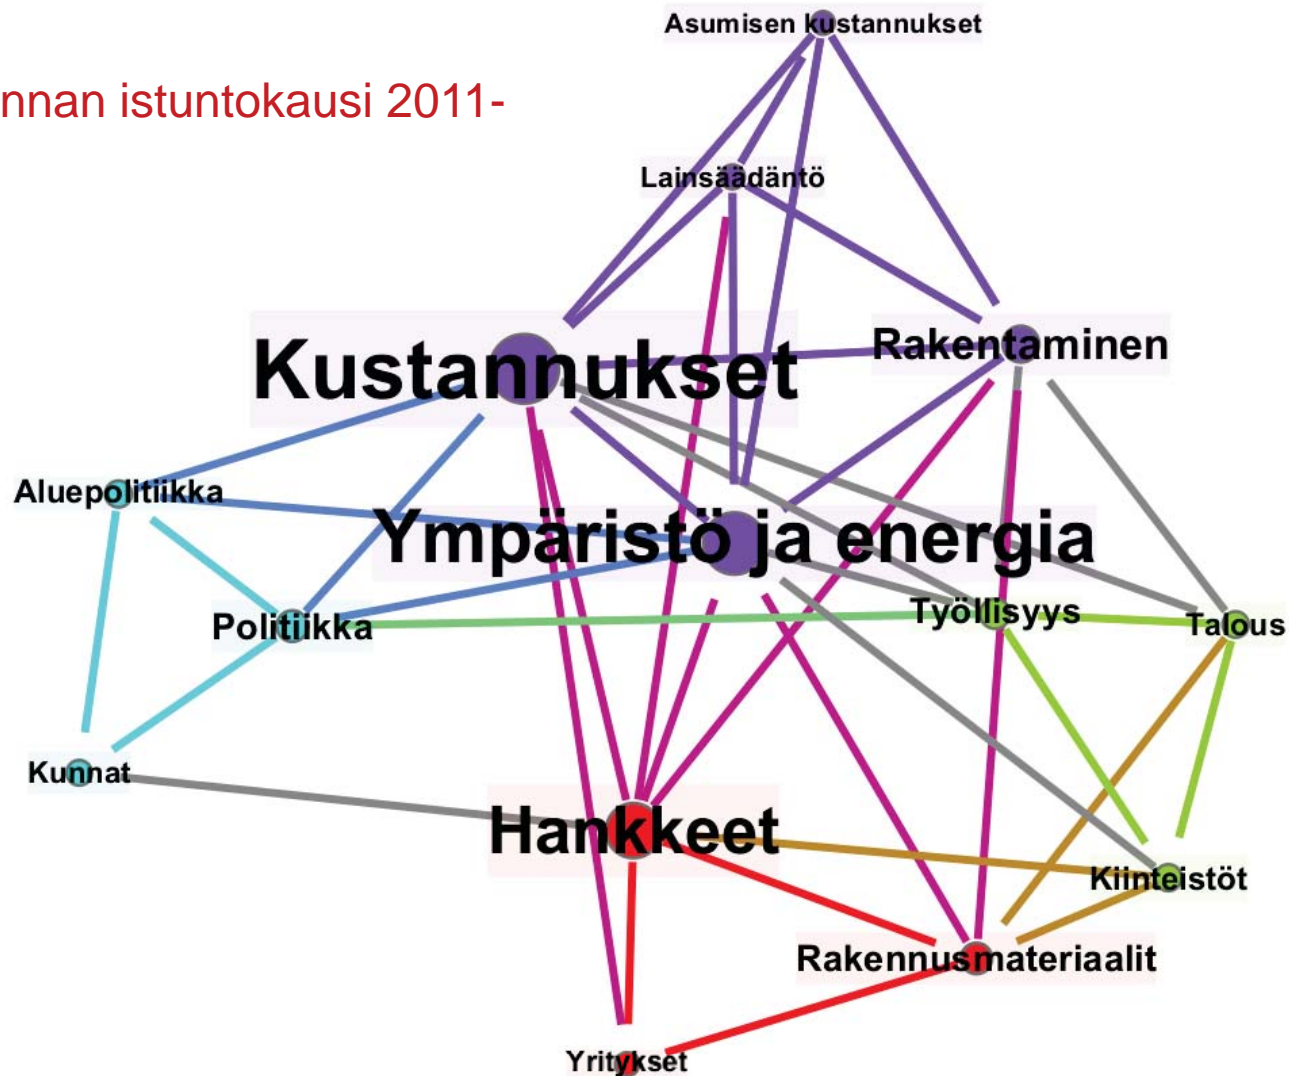 Asumisen kustannukset
nnan istuntokausi 2011-
Lainsäädäntö
Kustannukset
Rakentaminen
Aluepolitiikka
Ympäristö ja energia
Työllisyys
Politiikka
Talous
Kunnat
Hankkeet
Kiinteistöt
Rakennusmateriaalit
Yritykset